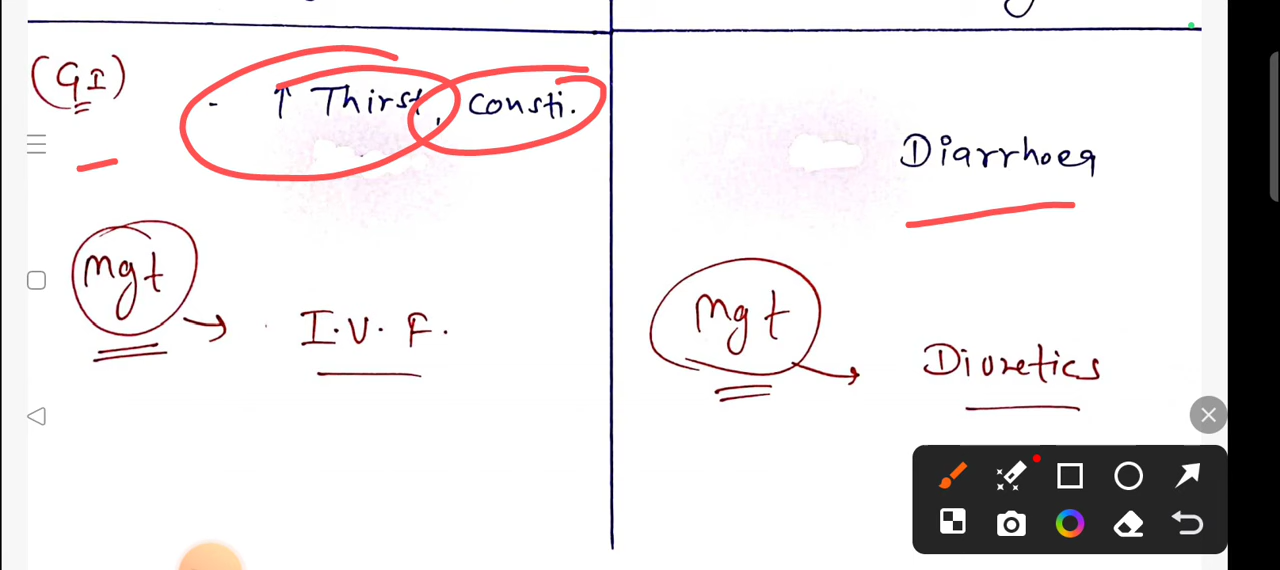 (GI)
- ↑ Thirst, Consti.
Diarrhoea
Mgt
→ I.V.F.
Mgt
→ Diuretics